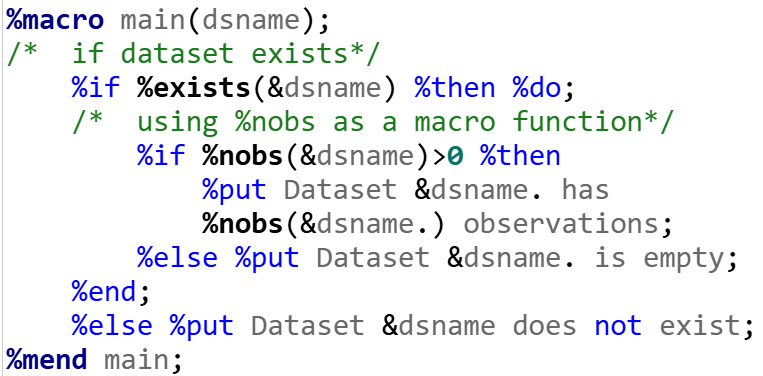 %macro main(dsname);
/*  if dataset exists*/
    %if %exists(&dsname) %then %do;
    /*  using %nobs as a macro function*/
        %if %nobs(&dsname)>0 %then
            %put Dataset &dsname. has
            %nobs(&dsname.) observations;
        %else %put Dataset &dsname. is empty;
    %end;
    %else %put Dataset &dsname does not exist;
%mend main;